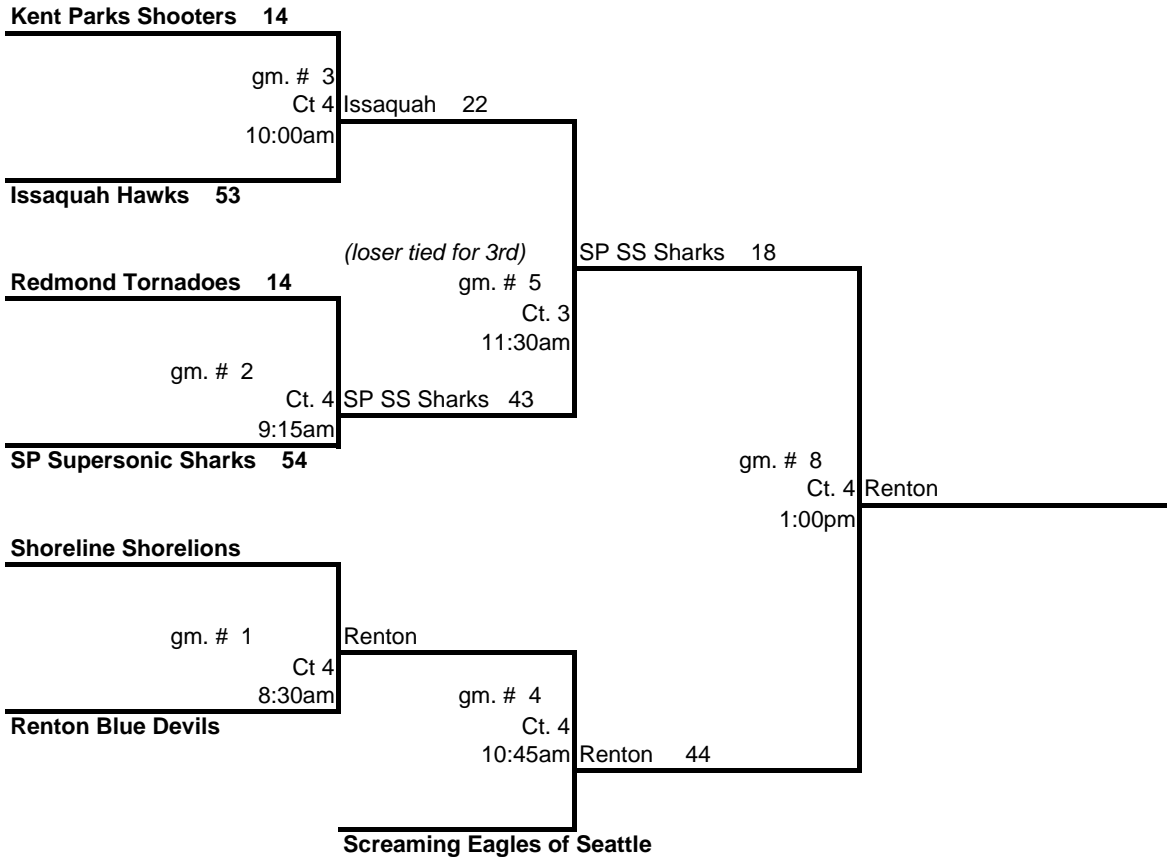 Kent Parks Shooters 14
gm. # 3
Ct 4 Issaquah 22
10:00am
Issaquah Hawks 53
(loser tied for 3rd) SP SS Sharks 18
Redmond Tornadoes 14 gm. # 5
Ct. 3
11:30am
gm. # 2
Ct. 4 SP SS Sharks 43
9:15am
SP Supersonic Sharks 54 gm. # 8
Ct. 4 Renton
1:00pm
Shoreline Shorelions
gm. # 1 Renton
Ct 4
8:30am gm. # 4
Renton Blue Devils Ct. 4
10:45am Renton 44
Screaming Eagles of Seattle